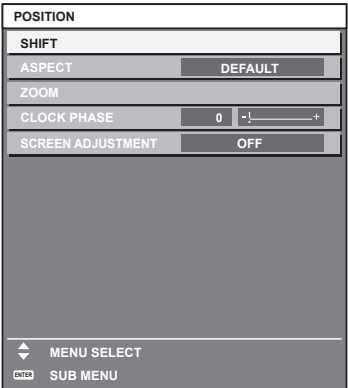 POSITION
SHIFT
ASPECT DEFAULT
ZOOM
CLOCK PHASE 0 - +
SCREEN ADJUSTMENT OFF
MENU SELECT
ENTER SUB MENU